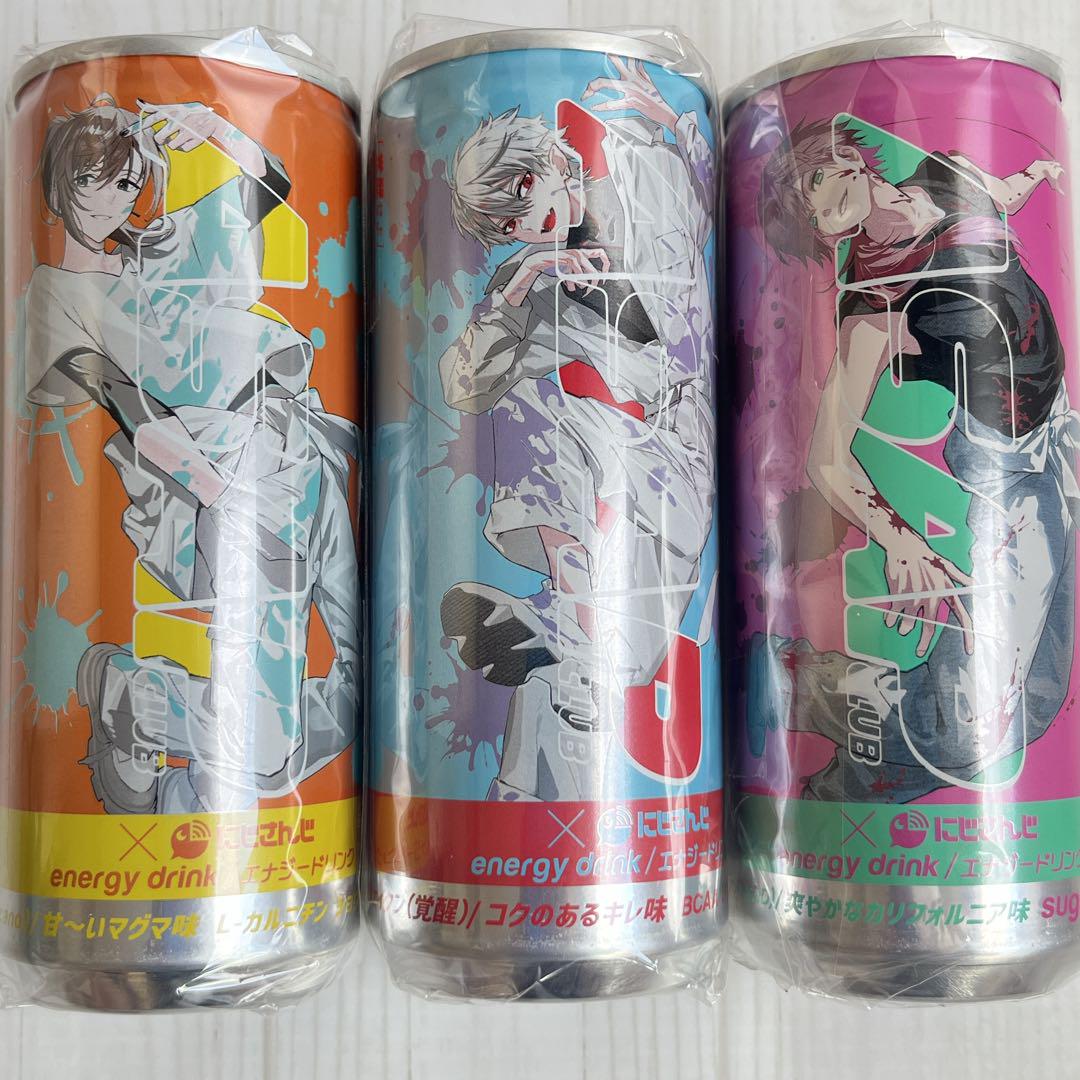 CLUB
×にじさんじ
energy drink/エナジードリンク
甘〜いマグマ味 L-カルニチン
CLUB
×にじさんじ
energy drink/エナジードリン
(覚醒)/コクのあるキレ味 BCA
LUB
×にじさんじ
energy drink/エナジードリンク
爽やかなカリフォルニア味 sug